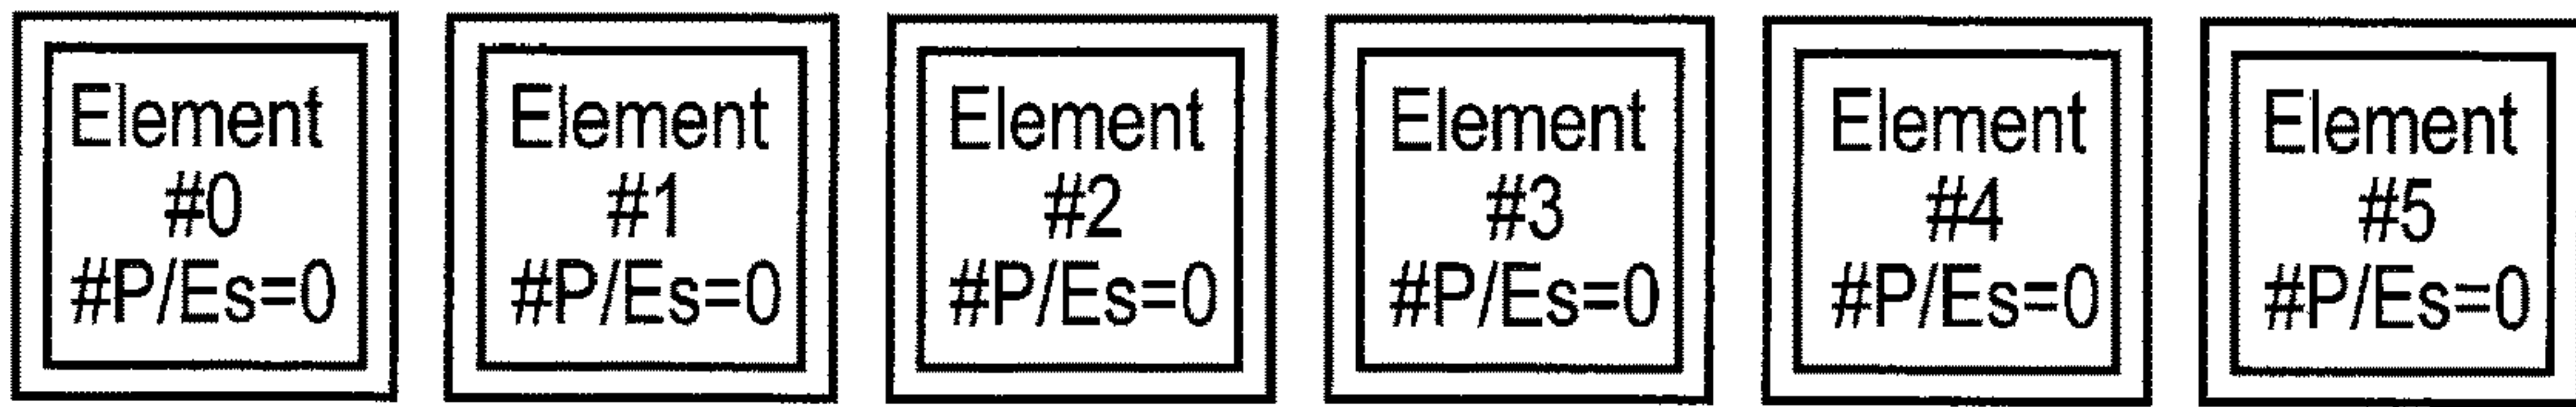 Element
#0
#P/Es=0
Element
#1
#P/Es=0
Element
#2
#P/Es=0
Element
#3
#P/Es=0
Element
#4
#P/Es=0
Element
#5
#P/Es=0